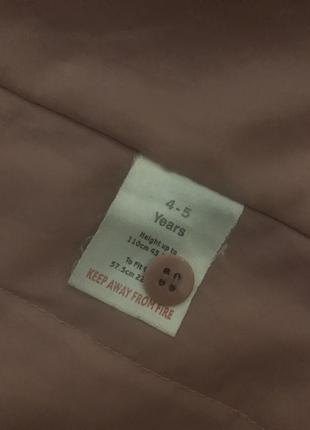 4-5
Years
Height up to
110cm 43
To Fit
57.5cm 22
KEEP AWAY FROM FIRE